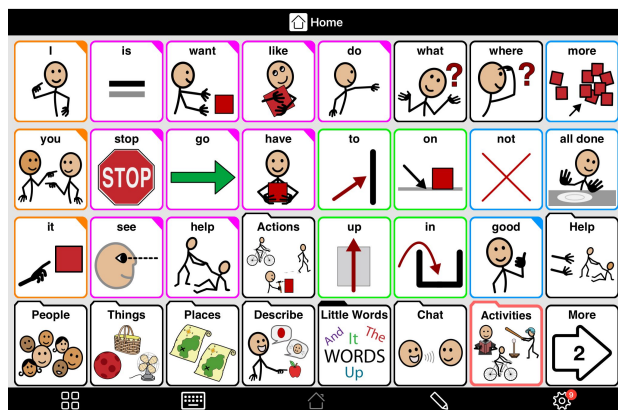 Home
I
is
want
like
do
what
where
more
you
stop
STOP
go
have
to
on
not
all done
it
see
help
Actions
up
in
good
Help
People
Things
Places
Describe
Little Words
And
It
The
WORDS
Up
Chat
Activities
More
2
9